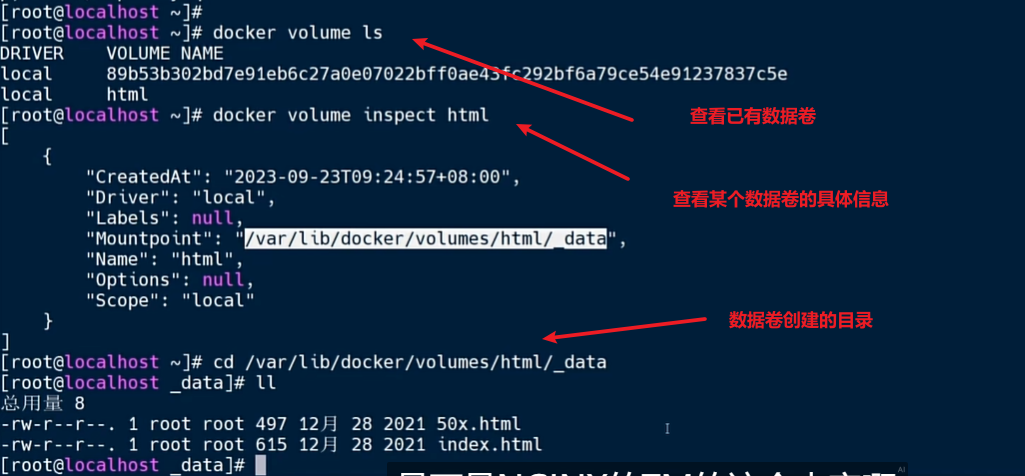 [root@localhost ~]#
[root@localhost ~]# docker volume ls
DRIVER    VOLUME NAME
local     89b53b302bd7e91eb6c27a0e07022bff0ae43fc292bf6a79ce54e91237837c5e
local     html
查看已有数据卷
[root@localhost ~]# docker volume inspect html
[
    {
        "CreatedAt": "2023-09-23T09:24:57+08:00",
        "Driver": "local",
查看某个数据卷的具体信息
        "Labels": null,
        "Mountpoint": "/var/lib/docker/volumes/html/_data",
        "Name": "html",
        "Options": null,
        "Scope": "local"
    }
数据卷创建的目录
]
[root@localhost ~]# cd /var/lib/docker/volumes/html/_data
[root@localhost _data]# ll
总用量 8
-rw-r--r--. 1 root root 497 12月 28 2021 50x.html
-rw-r--r--. 1 root root 615 12月 28 2021 index.html
[root@localhost _data]#
AI